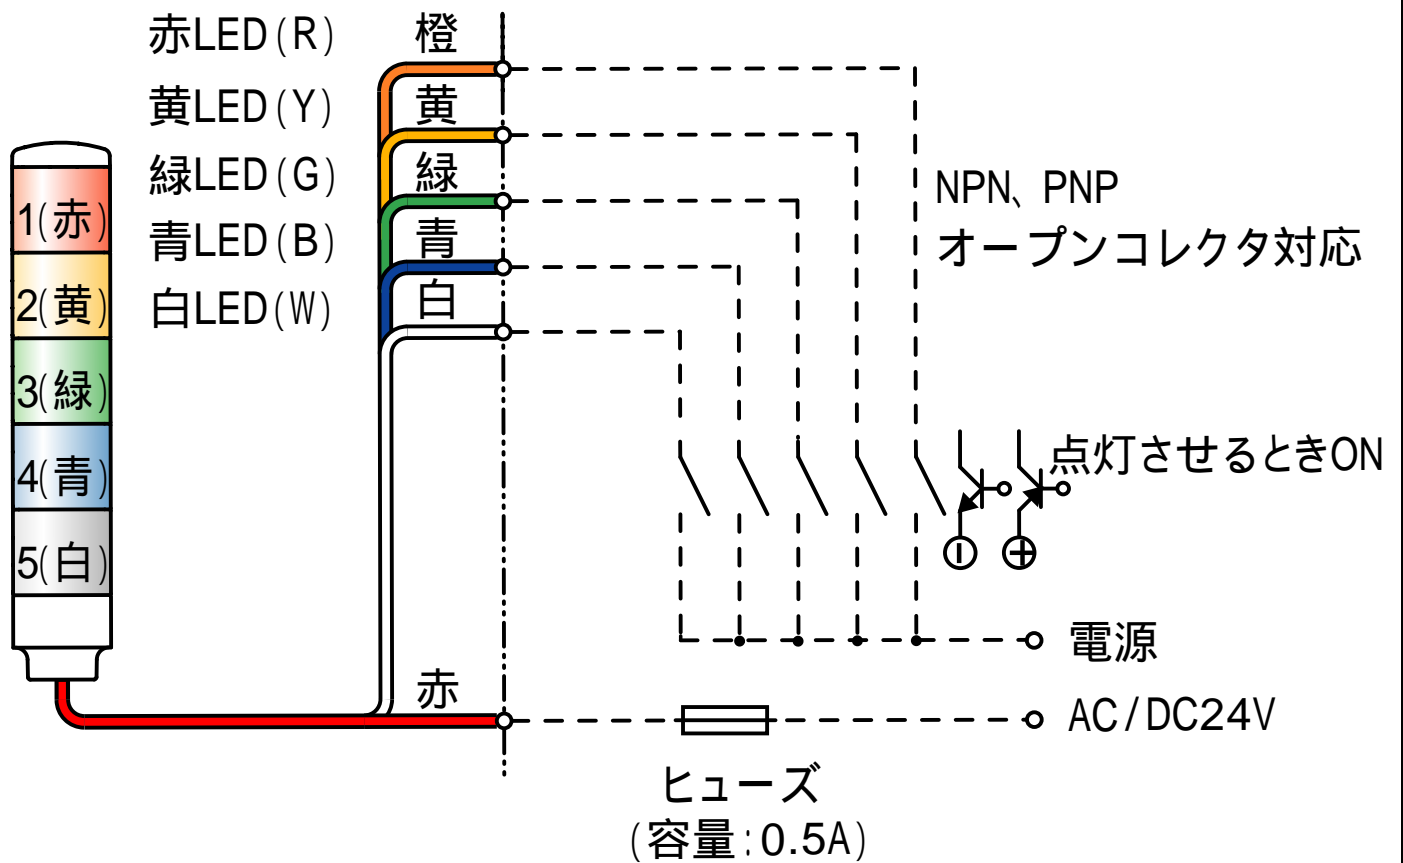 赤LED(R)
橙
黄LED(Y)
黄
緑LED(G)
緑
青LED(B)
青
白LED(W)
白
1(赤)
2(黄)
3(緑)
4(青)
5(白)
NPN、PNP
オープンコレクタ対応
点灯させるときON
電源
赤
AC/DC24V
ヒューズ
(容量:0.5A)